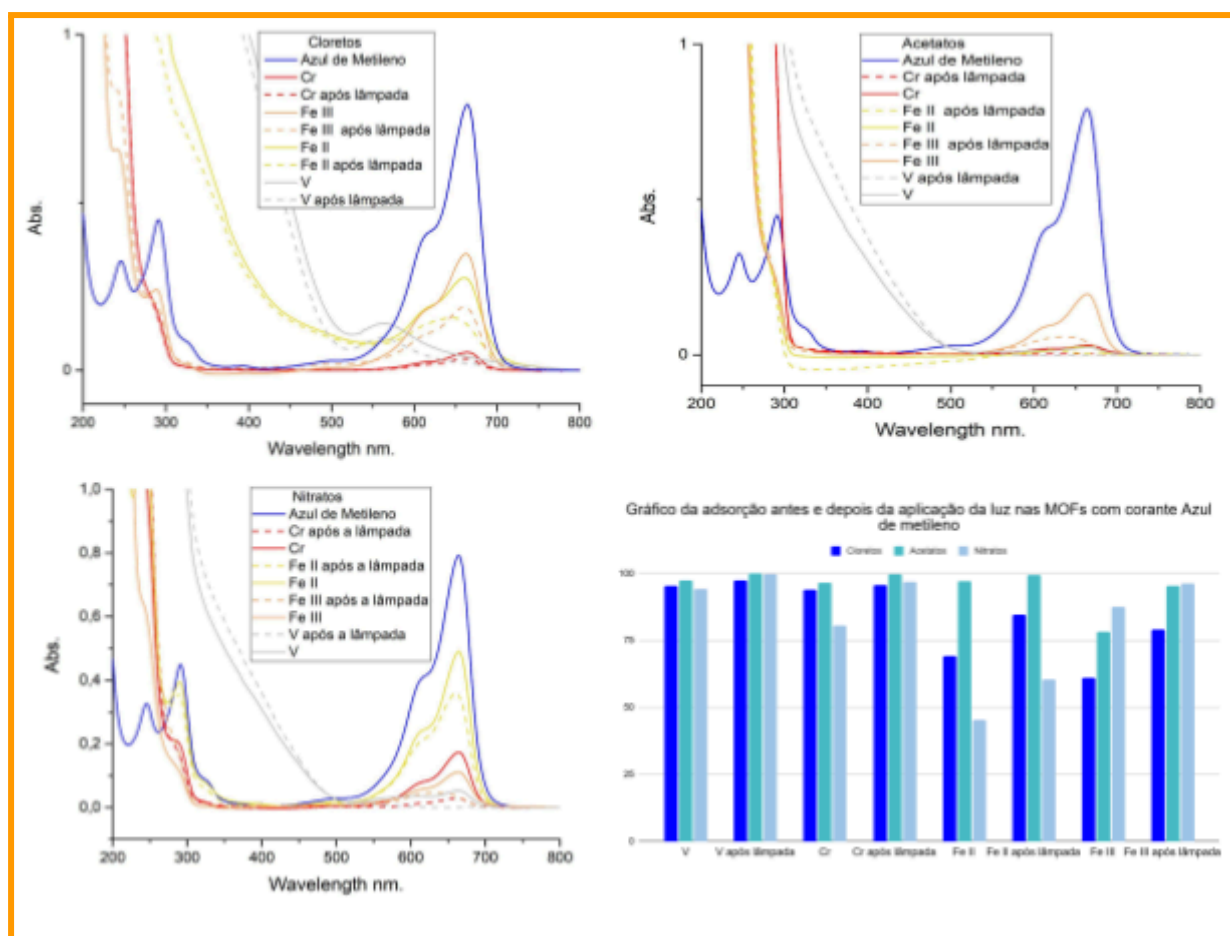 Cloretos
Azul de Metileno
Cr
Cr após lâmpada
Fe III
Fe III após lâmpada
Fe II
Fe II após lâmpada
V
V após lâmpada
1
0
Abs.
200 300 400 500 600 700 800
Wavelength nm.
Acetatos
Azul de Metileno
Cr após lâmpada
Cr
Fe II após lâmpada
Fe II
Fe III após lâmpada
Fe III
V após lâmpada
V
1
0
Abs.
200 300 400 500 600 700 800
Wavelength nm.
Nitratos
Azul de Metileno
Cr após a lâmpada
Cr
Fe II após a lâmpada
Fe II
Fe III após a lâmpada
Fe III
V após a lâmpada
V
1,0
0,8
0,6
0,4
0,2
0,0
Abs.
200 300 400 500 600 700 800
Wavelength nm.
Gráfico da adsorção antes e depois da aplicação da luz nas MOFs com corante Azul
de metileno
Cloretos Acetatos Nitratos
100
75
50
25
0
V V após lâmpada Cr Cr após lâmpada Fe II Fe II após lâmpada Fe III Fe III após lâmpada